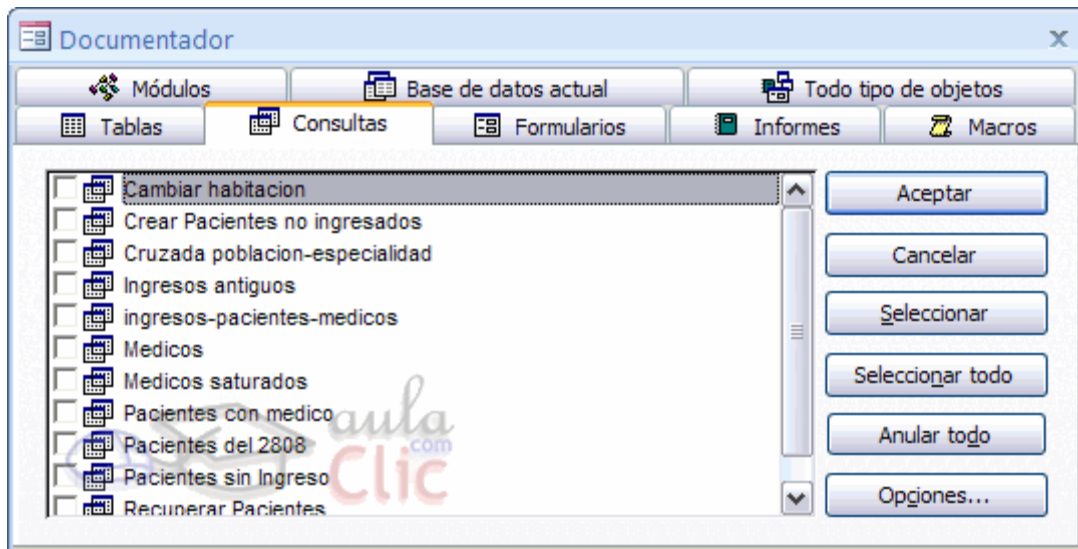 Documentador
Módulos
Base de datos actual
Todo tipo de objetos
Tablas
Consultas
Formularios
Informes
Macros
Cambiar habitacion
Crear Pacientes no ingresados
Cruzada poblacion-especialidad
Ingresos antiguos
ingresos-pacientes-medicos
Medicos
Medicos saturados
Pacientes con medico
Pacientes del 2808
Pacientes sin Ingreso
Recuperar Pacientes
Aceptar
Cancelar
Seleccionar
Seleccionar todo
Anular todo
Opciones...
aula
Clic
.com